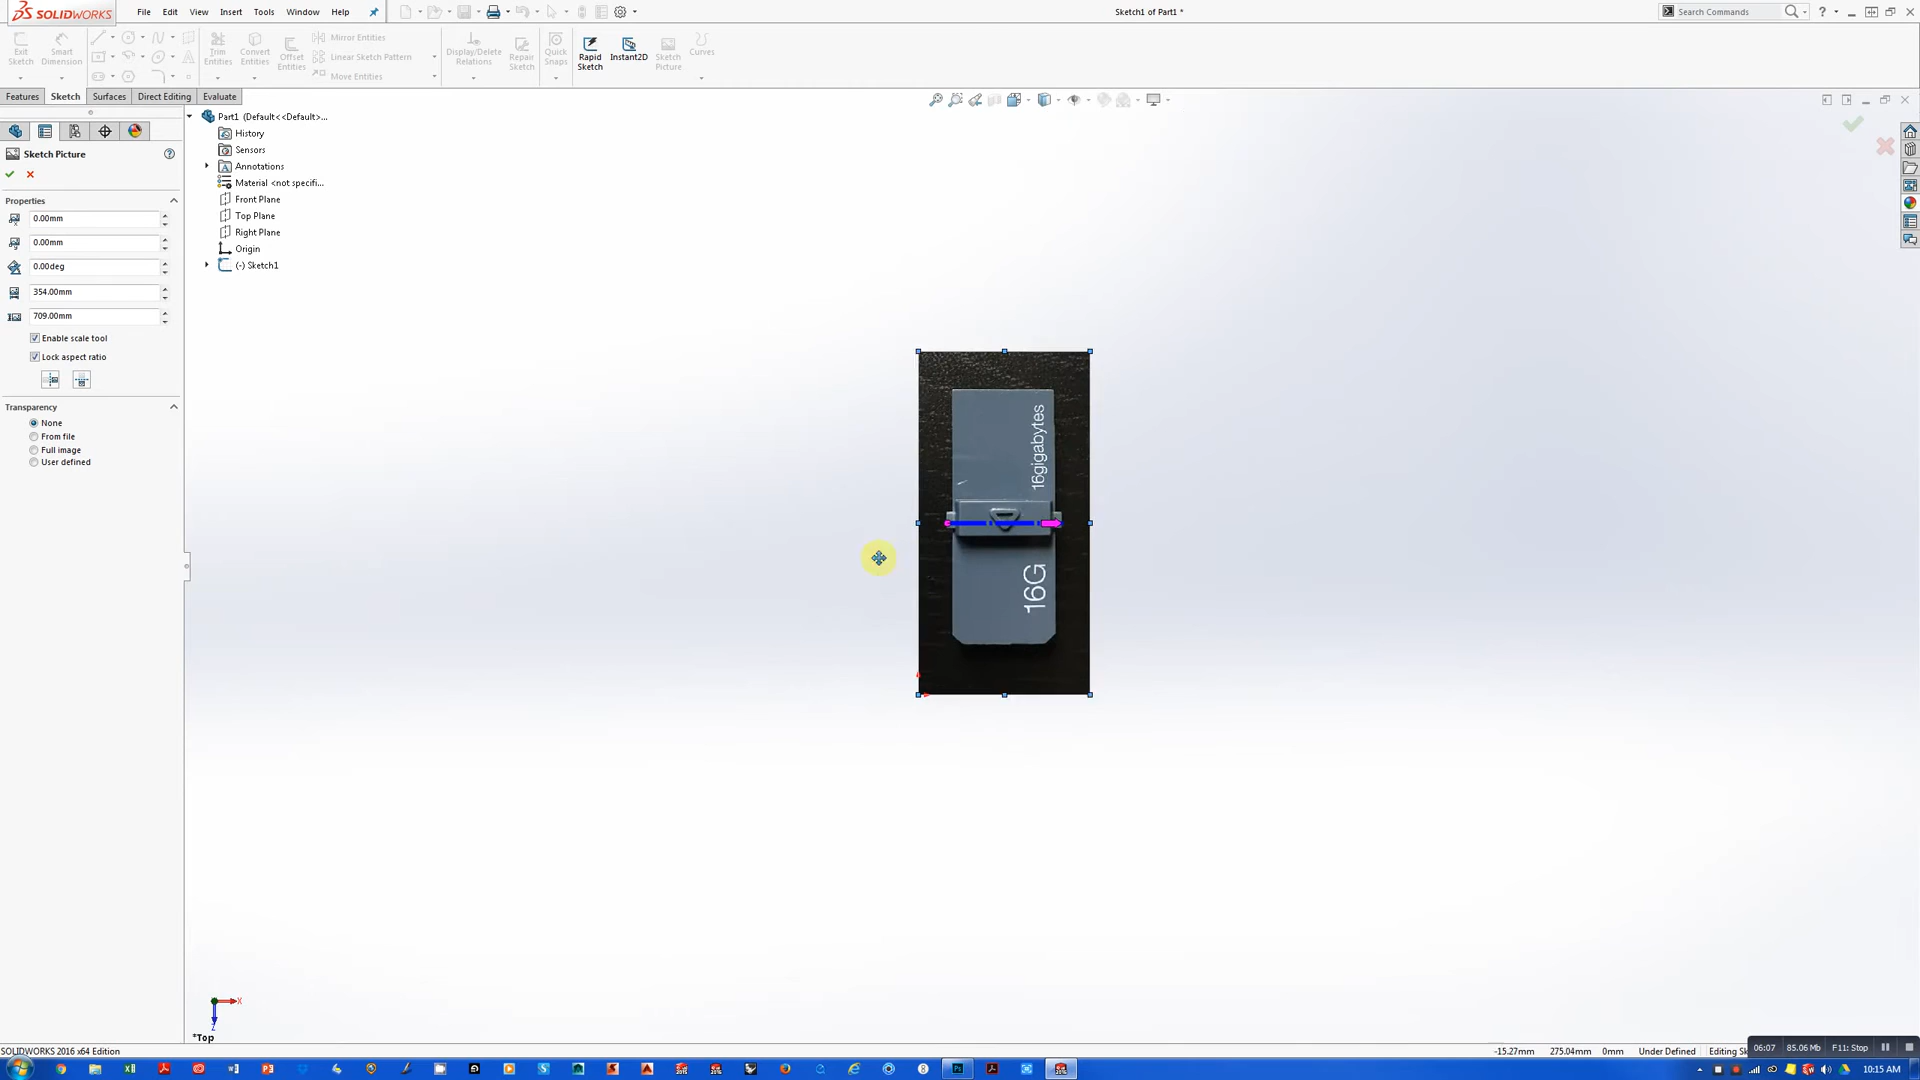 SOLIDWORKS
File
Edit
View
Insert
Tools
Window
Help
Sketch1 of Part1 *
Search Commands
Exit Sketch
Smart Dimension
Trim Entities
Convert Entities
Offset Entities
Mirror Entities
Linear Sketch Pattern
Move Entities
Display/Delete Relations
Repair Sketch
Quick Snaps
Rapid Sketch
Instant2D
Sketch Picture
Curves
Features
Sketch
Surfaces
Direct Editing
Evaluate
Sketch Picture
Properties
0.00mm
0.00mm
0.00deg
354.00mm
709.00mm
Enable scale tool
Lock aspect ratio
Transparency
None
From file
Full image
User defined
Part1 (Default<<Default>...
History
Sensors
Annotations
Material <not specifi...
Front Plane
Top Plane
Right Plane
Origin
(-) Sketch1
16gigabytes
16G
X
Z
*Top
SOLIDWORKS 2016 x64 Edition
-15.27mm
275.04mm
0mm
Under Defined
Editing Sk
06:07
85.06 Mb
F11: Stop
10:15 AM